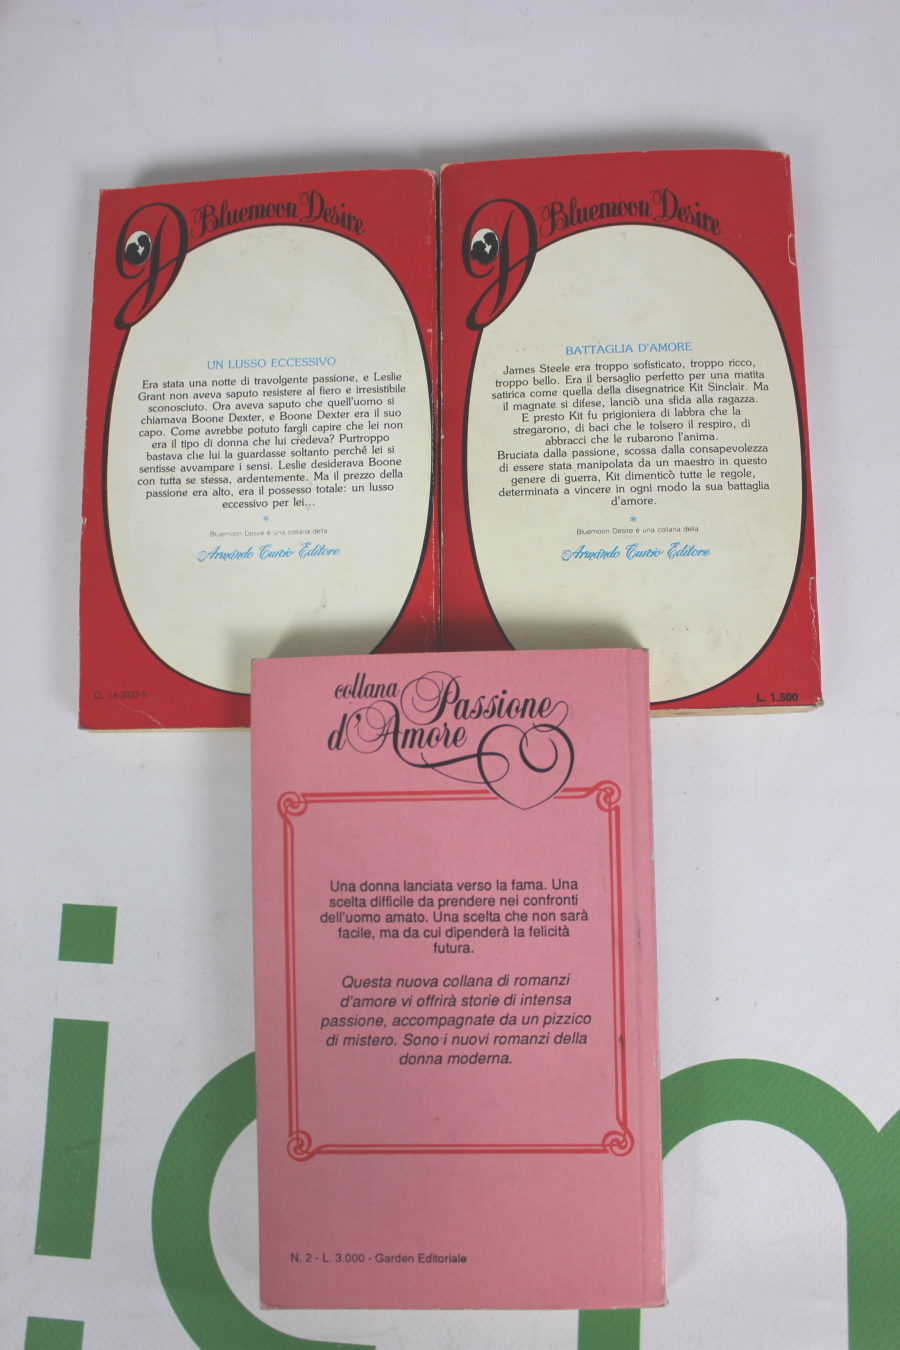 Bluemoon Desire
UN LUSSO ECCESSIVO
Era stata una notte di travolgente passione, e Leslie
Grant non aveva saputo resistere al fiero e irresistibile
sconosciuto. Ora aveva saputo che quell'uomo si
chiamava Boone Dexter, e Boone Dexter era il suo
capo. Come avrebbe potuto fargli capire che lei non
era il tipo di donna che lui credeva? Purtroppo
bastava che lui la guardasse soltanto perché lei si
sentisse avvampare i sensi. Leslie desiderava Boone
con tutta se stessa, ardentemente. Ma il prezzo della
passione era alto, era il possesso totale: un lusso
eccessivo per lei...
*
Bluemoon Desire è una collana della
Armando Curcio Editore
CL 14-3033-5
Bluemoon Desire
BATTAGLIA D'AMORE
James Steele era troppo sofisticato, troppo ricco,
troppo bello. Era il bersaglio perfetto per una matita
satirica come quella della disegnatrice Kit Sinclair. Ma
il magnate si difese, lanciò una sfida alla ragazza.
E presto Kit fu prigioniera di labbra che la
stregarono, di baci che le tolsero il respiro, di
abbracci che le rubarono l'anima.
Bruciata dalla passione, scossa dalla consapevolezza
di essere stata manipolata da un maestro in questo
genere di guerra, Kit dimenticò tutte le regole,
determinata a vincere in ogni modo la sua battaglia
d'amore.
*
Bluemoon Desire è una collana della
Armando Curcio Editore
L. 1.500
collana Passione
d'Amore
Una donna lanciata verso la fama. Una
scelta difficile da prendere nei confronti
dell'uomo amato. Una scelta che non sarà
facile, ma da cui dipenderà la felicità
futura.
Questa nuova collana di romanzi
d'amore vi offrirà storie di intensa
passione, accompagnate da un pizzico
di mistero. Sono i nuovi romanzi della
donna moderna.
N. 2 - L. 3.000 - Garden Editoriale